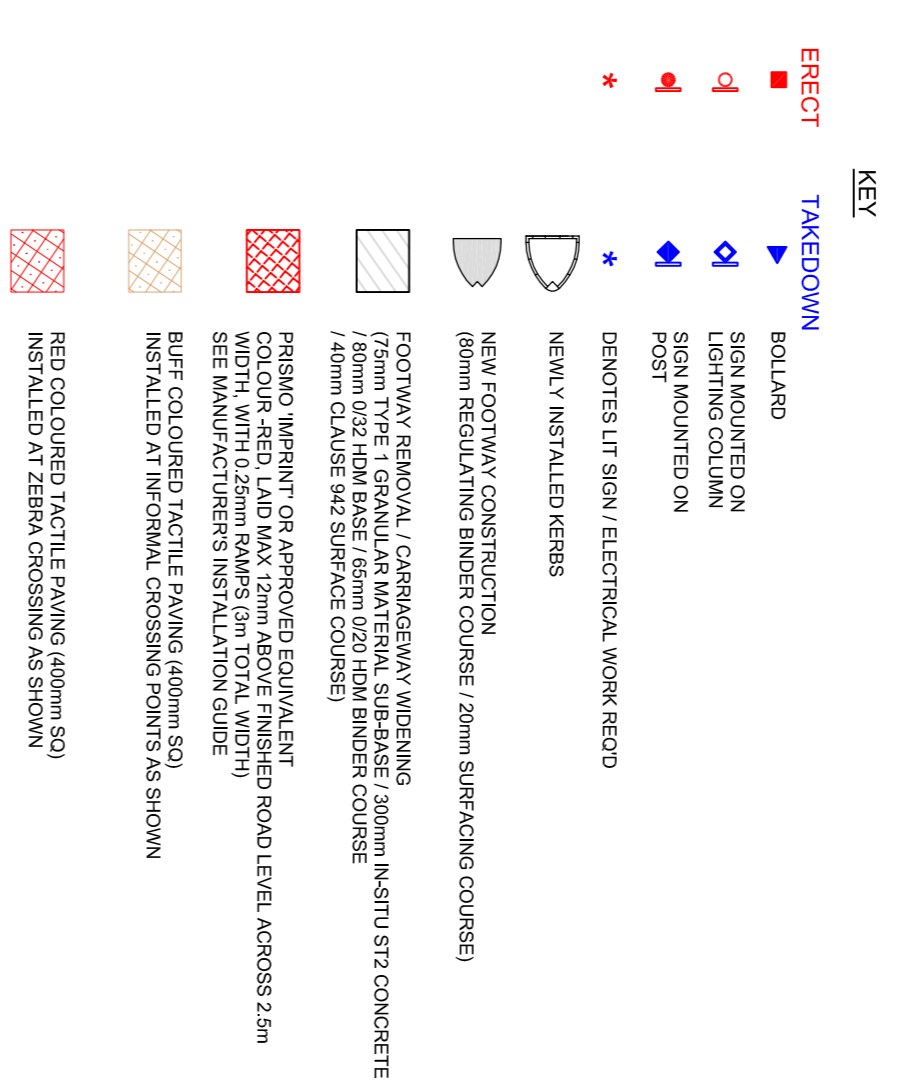 KEY
ERECT TAKEDOWN
BOLLARD
SIGN MOUNTED ON
LIGHTING COLUMN
SIGN MOUNTED ON
POST
* * DENOTES LIT SIGN / ELECTRICAL WORK REQ'D
NEWLY INSTALLED KERBS
NEW FOOTWAY CONSTRUCTION
(80mm REGULATING BINDER COURSE / 20mm SURFACING COURSE)
FOOTWAY REMOVAL / CARRIAGEWAY WIDENING
(75mm TYPE 1 GRANULAR MATERIAL SUB-BASE / 300mm IN-SITU ST2 CONCRETE
/ 80mm 0/32 HDM BASE / 65mm 0/20 HDM BINDER COURSE
/ 40mm CLAUSE 942 SURFACE COURSE)
PRISMO 'IMPRINT' OR APPROVED EQUIVALENT
COLOUR -RED, LAID MAX 12mm ABOVE FINISHED ROAD LEVEL ACROSS 2.5m
WIDTH, WITH 0.25mm RAMPS (3m TOTAL WIDTH)
SEE MANUFACTURER'S INSTALLATION GUIDE
BUFF COLOURED TACTILE PAVING (400mm SQ)
INSTALLED AT INFORMAL CROSSING POINTS AS SHOWN
RED COLOURED TACTILE PAVING (400mm SQ)
INSTALLED AT ZEBRA CROSSING AS SHOWN